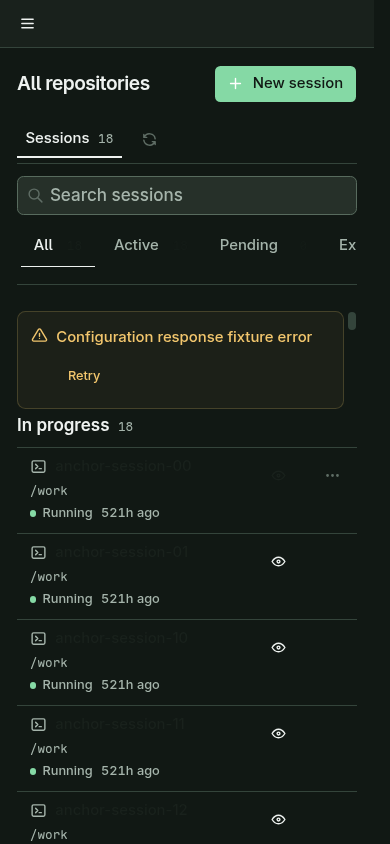 All repositories
New session
Sessions 18
Search sessions
All Active Pending Ex
Configuration response fixture error
Retry
In progress 18
anchor-session-00
/work
Running 521h ago
anchor-session-01
/work
Running 521h ago
anchor-session-10
/work
Running 521h ago
anchor-session-11
/work
Running 521h ago
anchor-session-12
/work